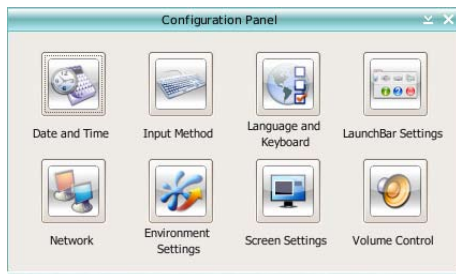 Configuration Panel
Date and Time
Input Method
Language and
Keyboard
LaunchBar Settings
Network
Environment
Settings
Screen Settings
Volume Control